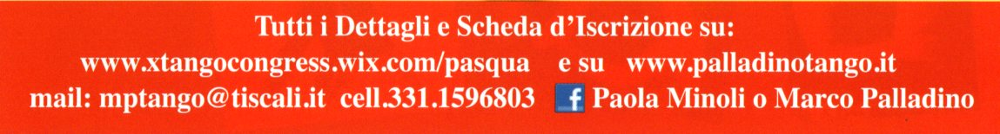 Tutti i Dettagli e Scheda d’Iscrizione su:
www.xtangocongress.wix.com/pasqua e su www.palladinotango.it
mail: mptango@tiscali.it cell.331.1596803 f Paola Minoli o Marco Palladino